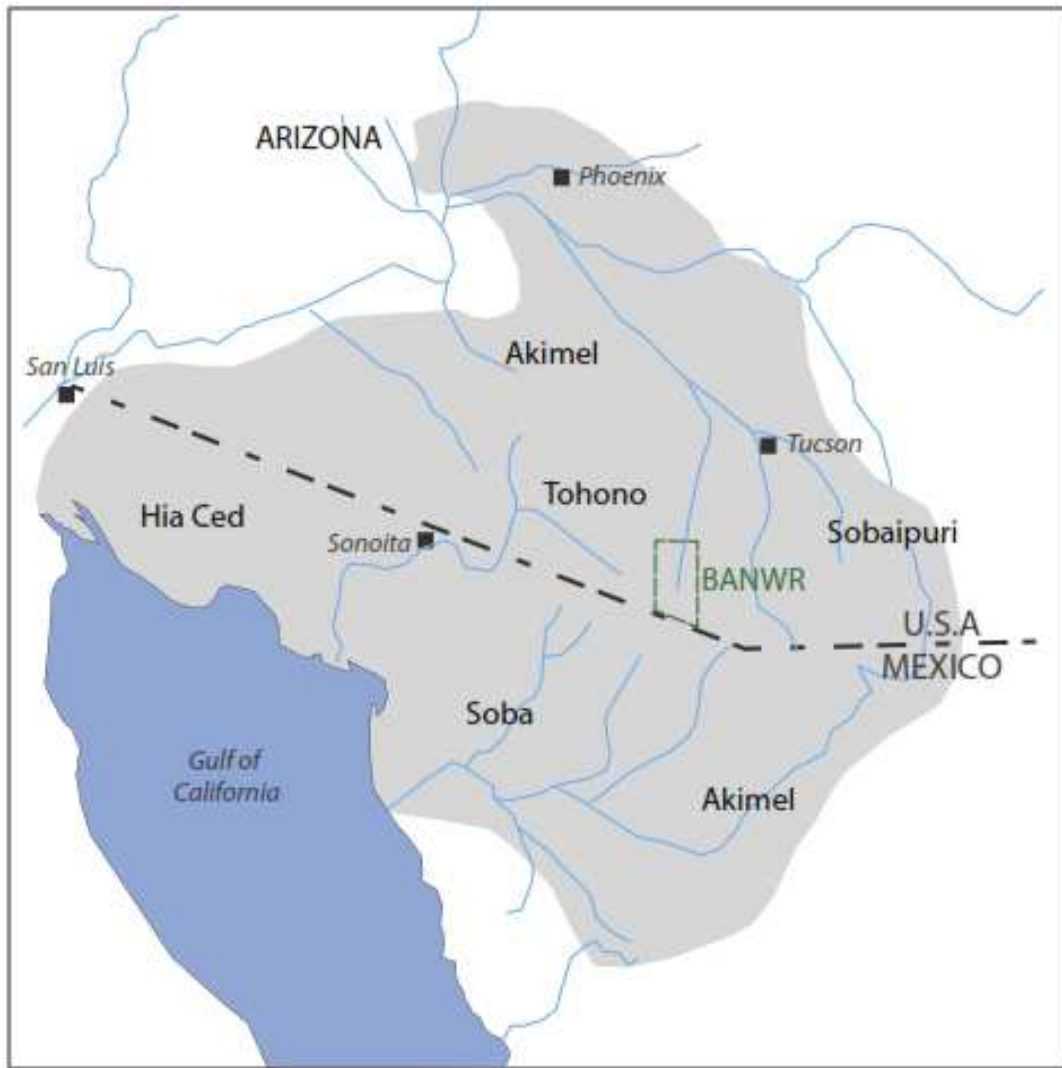 ARIZONA
Phoenix
Akimel
San Luis
Tucson
Tohono
Hia Ced
Sonoita
Sobaipuri
BANWR
U.S.A
MEXICO
Soba
Gulf of
California
Akimel